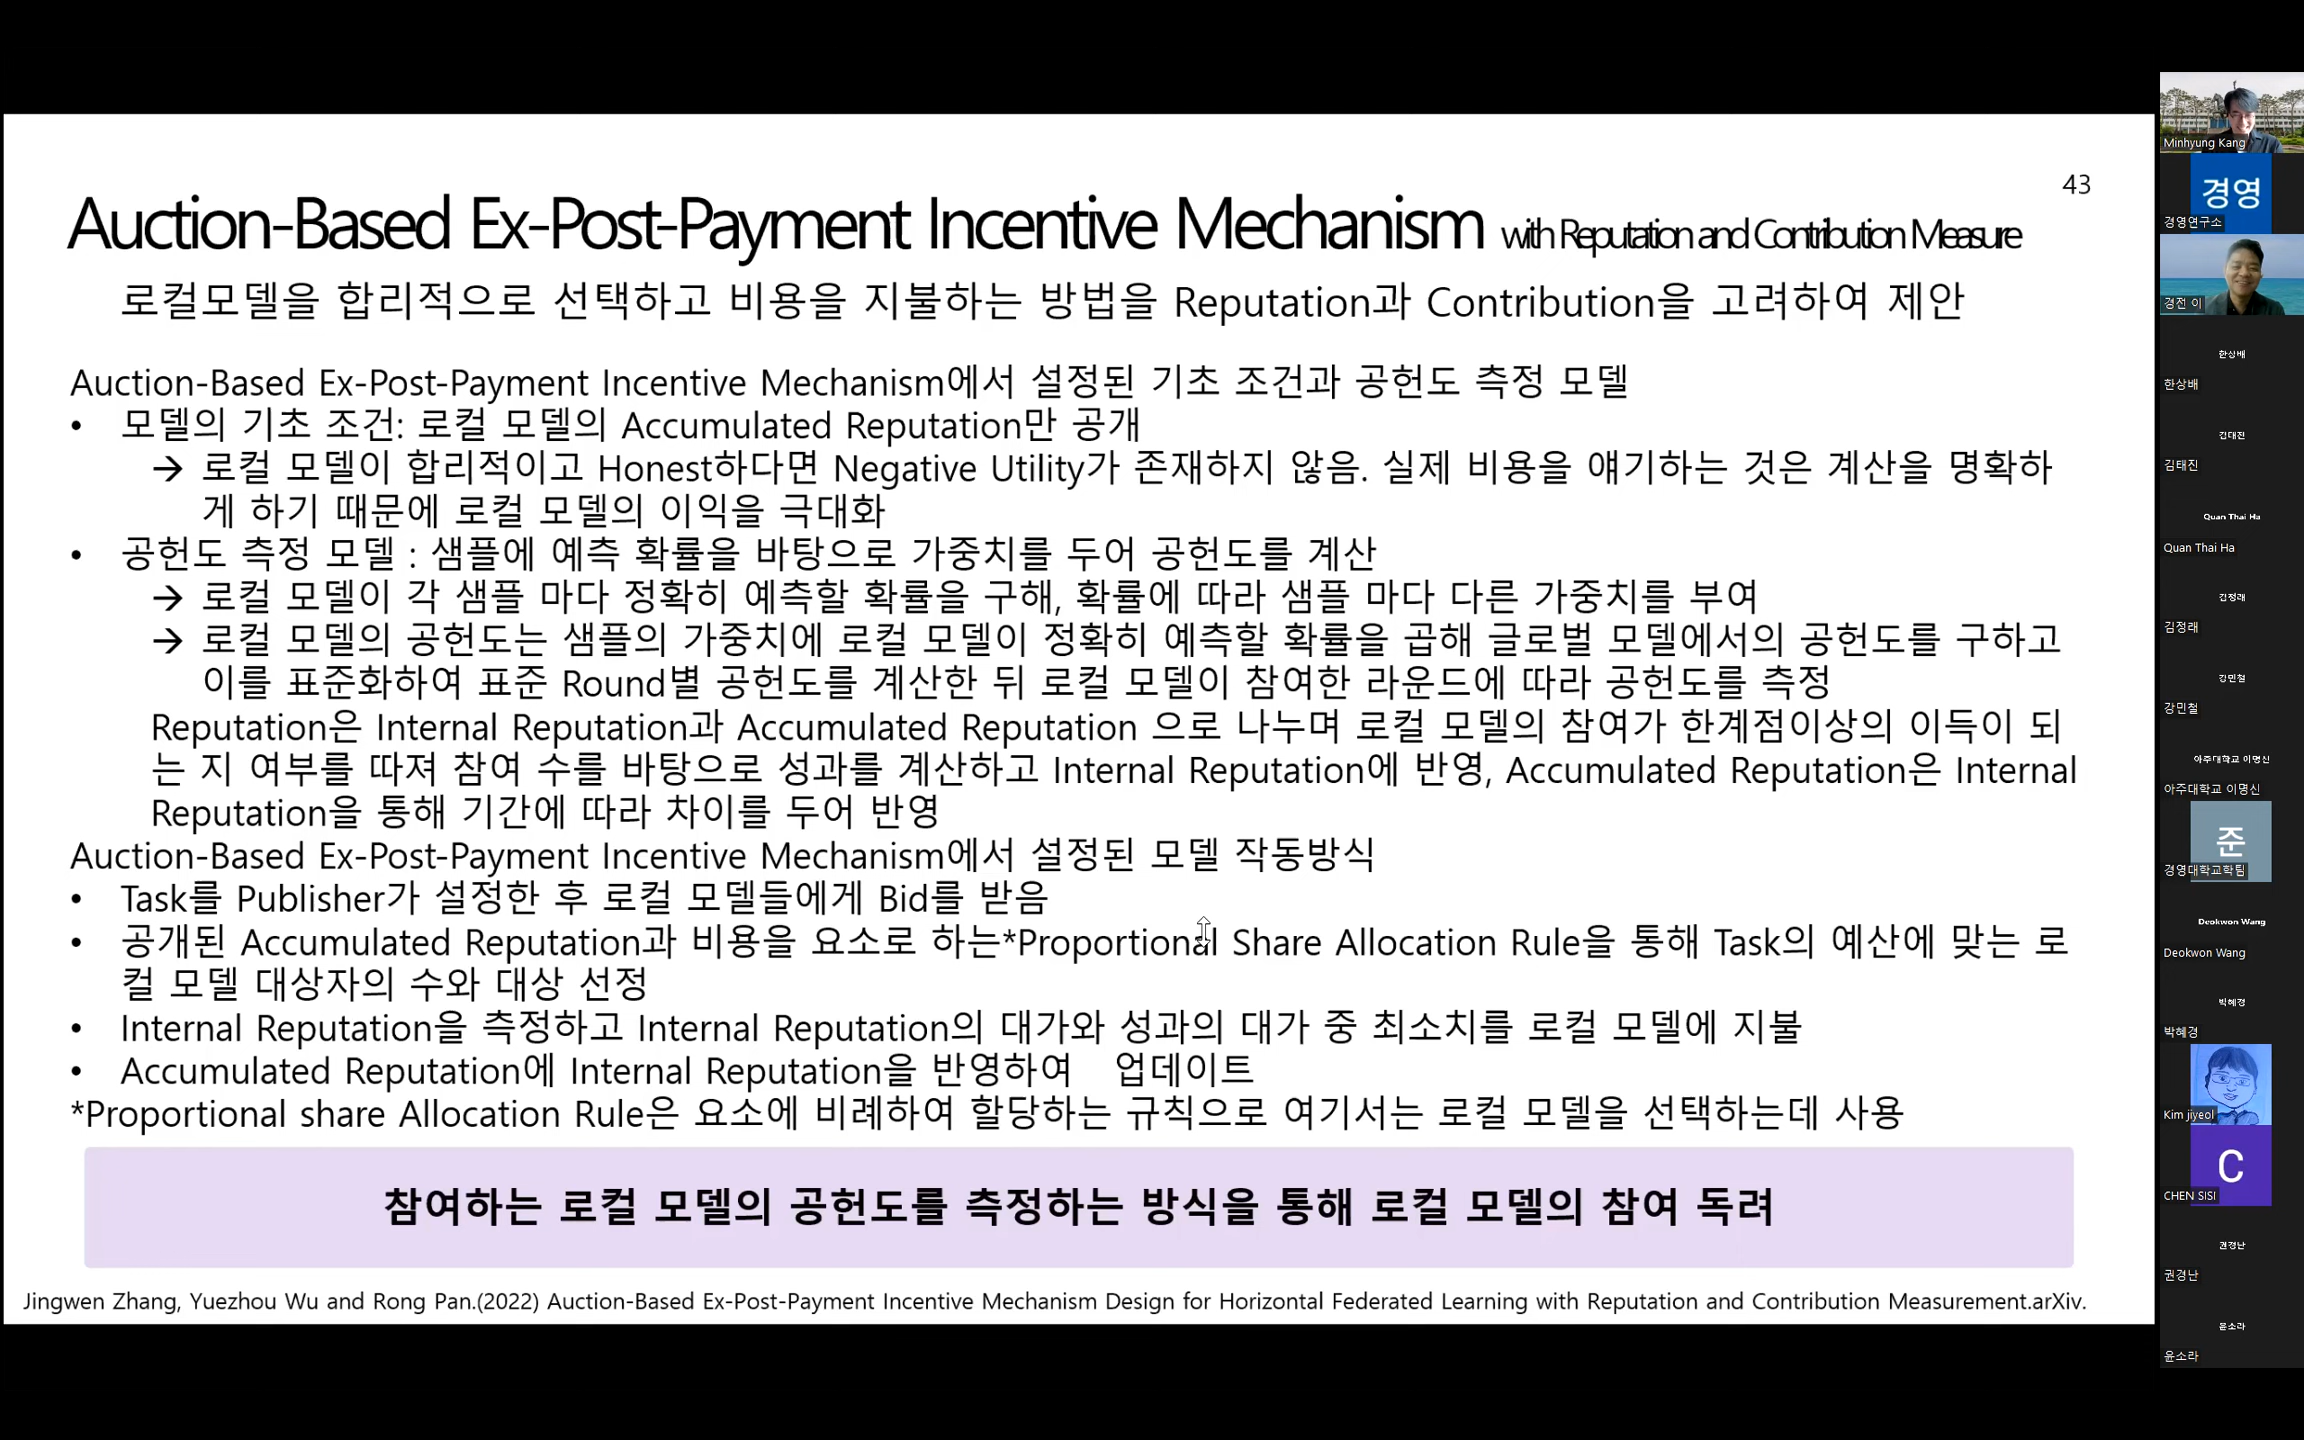 43
Auction-Based Ex-Post-Payment Incentive Mechanism with Reputation and Contribution Measure
로컬모델을 합리적으로 선택하고 비용을 지불하는 방법을 Reputation과 Contribution을 고려하여 제안
Auction-Based Ex-Post-Payment Incentive Mechanism에서 설정된 기초 조건과 공헌도 측정 모델
• 모델의 기초 조건: 로컬 모델의 Accumulated Reputation만 공개
→ 로컬 모델이 합리적이고 Honest하다면 Negative Utility가 존재하지 않음. 실제 비용을 얘기하는 것은 계산을 명확하
게 하기 때문에 로컬 모델의 이익을 극대화
• 공헌도 측정 모델 : 샘플에 예측 확률을 바탕으로 가중치를 두어 공헌도를 계산
→ 로컬 모델이 각 샘플 마다 정확히 예측할 확률을 구해, 확률에 따라 샘플 마다 다른 가중치를 부여
→ 로컬 모델의 공헌도는 샘플의 가중치에 로컬 모델이 정확히 예측할 확률을 곱해 글로벌 모델에서의 공헌도를 구하고
이를 표준화하여 표준 Round별 공헌도를 계산한 뒤 로컬 모델이 참여한 라운드에 따라 공헌도를 측정
Reputation은 Internal Reputation과 Accumulated Reputation 으로 나누며 로컬 모델의 참여가 한계점이상의 이득이 되
는 지 여부를 따져 참여 수를 바탕으로 성과를 계산하고 Internal Reputation에 반영, Accumulated Reputation은 Internal
Reputation을 통해 기간에 따라 차이를 두어 반영
Auction-Based Ex-Post-Payment Incentive Mechanism에서 설정된 모델 작동방식
• Task를 Publisher가 설정한 후 로컬 모델들에게 Bid를 받음
• 공개된 Accumulated Reputation과 비용을 요소로 하는*Proportional Share Allocation Rule을 통해 Task의 예산에 맞는 로
컬 모델 대상자의 수와 대상 선정
• Internal Reputation을 측정하고 Internal Reputation의 대가와 성과의 대가 중 최소치를 로컬 모델에 지불
• Accumulated Reputation에 Internal Reputation을 반영하여 업데이트
*Proportional share Allocation Rule은 요소에 비례하여 할당하는 규칙으로 여기서는 로컬 모델을 선택하는데 사용
참여하는 로컬 모델의 공헌도를 측정하는 방식을 통해 로컬 모델의 참여 독려
Jingwen Zhang, Yuezhou Wu and Rong Pan.(2022) Auction-Based Ex-Post-Payment Incentive Mechanism Design for Horizontal Federated Learning with Reputation and Contribution Measurement.arXiv.
Minhyung Kang
경영
경영연구소
경전 이
한상배
한상배
김태진
김태진
Quan Thai Ha
Quan Thai Ha
김정래
김정래
강민철
강민철
아주대학교 이명신
아주대학교 이명신
준
경영대학교학팀
Deokwon Wang
Deokwon Wang
박혜경
박혜경
Kim jiyeol
C
CHEN SISI
권경난
권경난
윤소라
윤소라